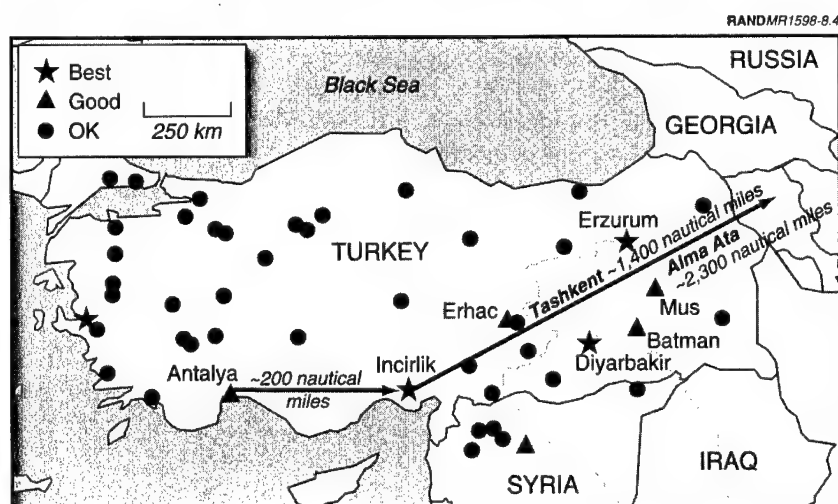 RANDMR1598-8.4
Best
Good
OK
250 km
Black Sea
RUSSIA
GEORGIA
Erzurum
TURKEY
Tashkent ~1,400 nautical miles
Alma Ata
~2,300 nautical miles
Erhac
Mus
Batman
Diyarbakir
Antalya
~200 nautical
miles
Incirlik
SYRIA
IRAQ